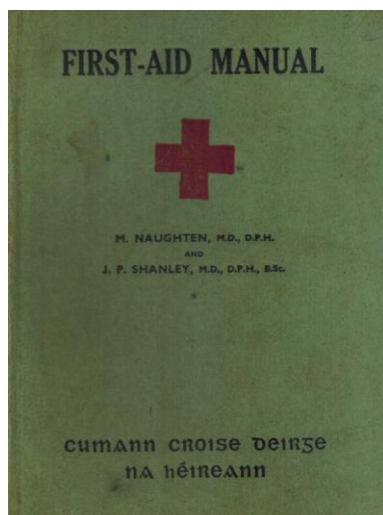 FIRST-AID MANUAL
M. NAUGHTEN, M.D., D.P.H.
AND
J. P. SHANLEY, M.D., D.P.H., B.Sc.
cumann croise deirge
na héireann